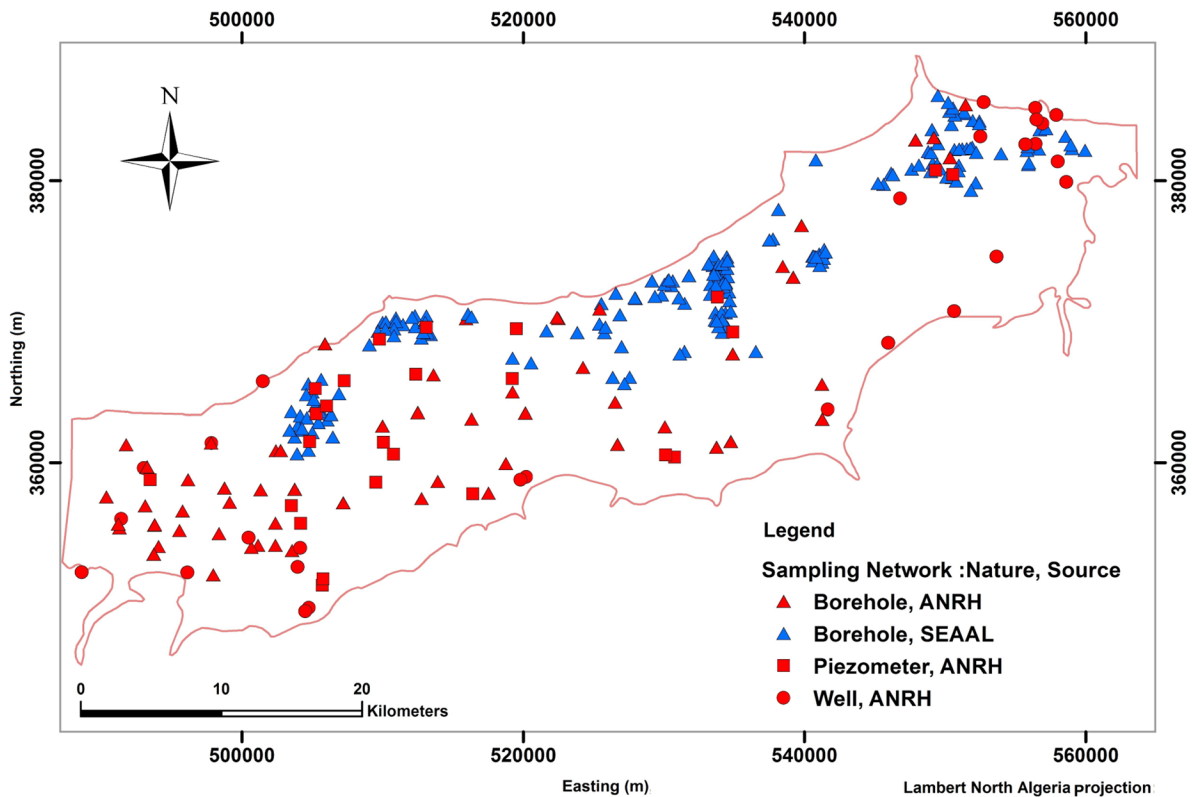 500000 520000 540000 560000
N
380000 380000
Northing (m)
360000 360000
Legend
Sampling Network :Nature, Source
Borehole, ANRH
Borehole, SEAAL
Piezometer, ANRH
Well, ANRH
0 10 20
Kilometers
500000 520000 540000 560000
Easting (m)
Lambert North Algeria projection